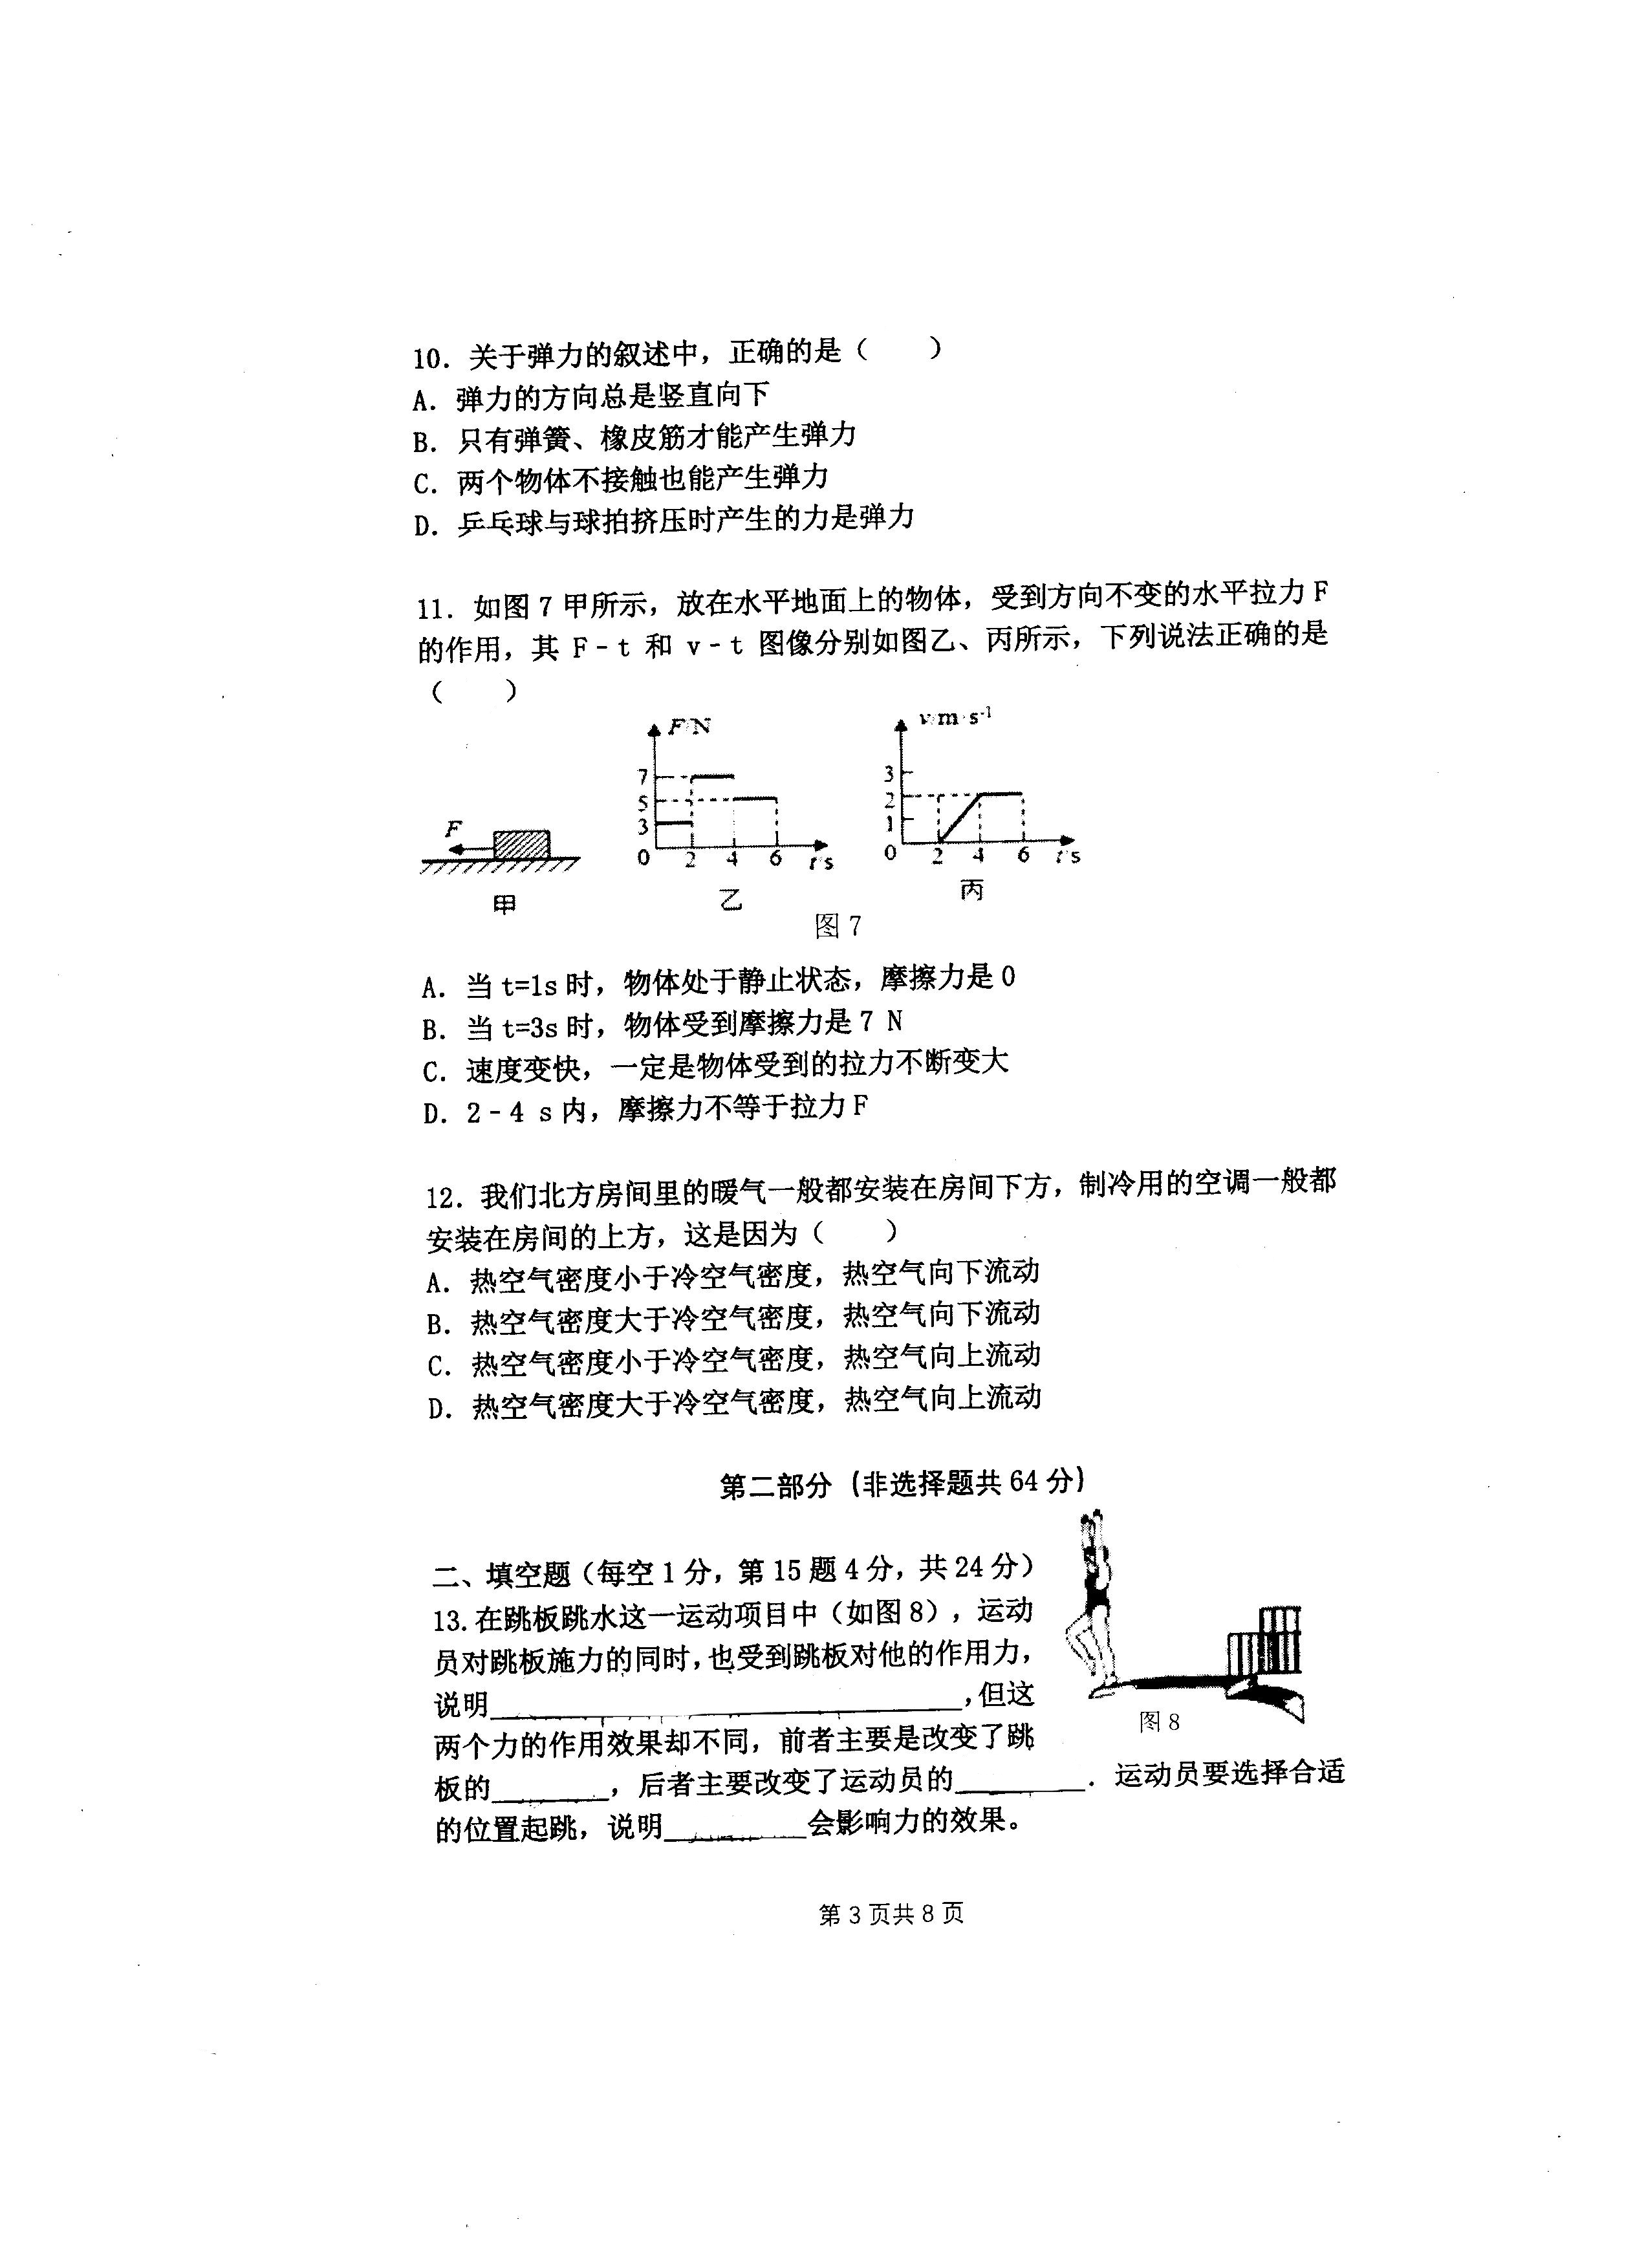 10. 关于弹力的叙述中，正确的是（　　）
A. 弹力的方向总是竖直向下
B. 只有弹簧、橡皮筋才能产生弹力
C. 两个物体不接触也能产生弹力
D. 乒乓球与球拍挤压时产生的力是弹力
11. 如图 7 甲所示，放在水平地面上的物体，受到方向不变的水平拉力 F
的作用，其 F-t 和 v-t 图像分别如图乙、丙所示，下列说法正确的是
（　　）
F
甲
F/N
7
5
3
0 2 4 6 t/s
乙
v/m·s-1
3
2
1
0 2 4 6 t/s
丙
图 7
A. 当 t=1s 时，物体处于静止状态，摩擦力是 0
B. 当 t=3s 时，物体受到摩擦力是 7 N
C. 速度变快，一定是物体受到的拉力不断变大
D. 2-4 s 内，摩擦力不等于拉力 F
12. 我们北方房间里的暖气一般都安装在房间下方，制冷用的空调一般都
安装在房间的上方，这是因为（　　）
A. 热空气密度小于冷空气密度，热空气向下流动
B. 热空气密度大于冷空气密度，热空气向下流动
C. 热空气密度小于冷空气密度，热空气向上流动
D. 热空气密度大于冷空气密度，热空气向上流动
第二部分（非选择题共 64 分）
二、填空题（每空 1 分，第 15 题 4 分，共 24 分）
13. 在跳板跳水这一运动项目中（如图 8），运动
员对跳板施力的同时，也受到跳板对他的作用力，
说明________________，但这
两个力的作用效果却不同，前者主要是改变了跳
板的________，后者主要改变了运动员的________．运动员要选择合适
的位置起跳，说明________会影响力的效果。
图 8
第 3 页共 8 页